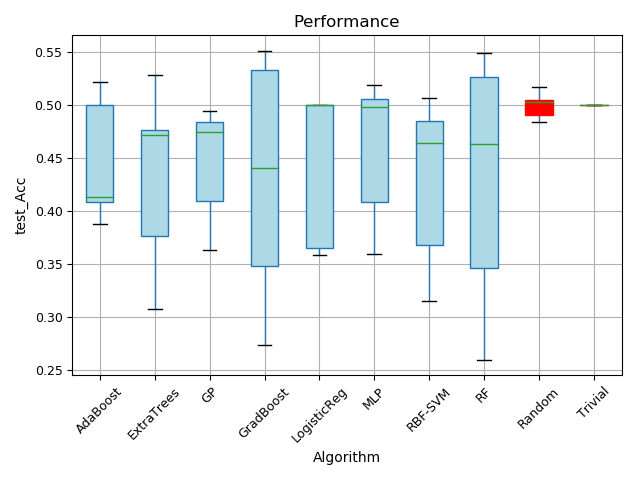 Performance
test_Acc
0.55
0.50
0.45
0.40
0.35
0.30
0.25
AdaBoost
ExtraTrees
GP
GradBoost
LogisticReg
MLP
RBF-SVM
RF
Random
Trivial
Algorithm